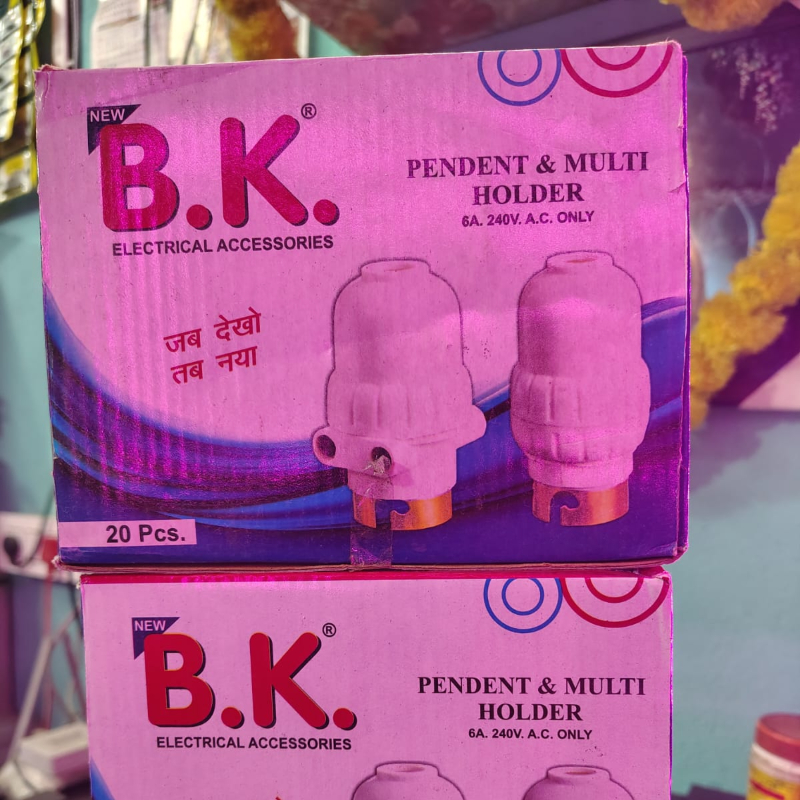 NEW
B.K.®
ELECTRICAL ACCESSORIES
PENDENT & MULTI
HOLDER
6A. 240V. A.C. ONLY
जब देखो
तब नया
20 Pcs.
NEW
B.K.®
ELECTRICAL ACCESSORIES
PENDENT & MULTI
HOLDER
6A. 240V. A.C. ONLY